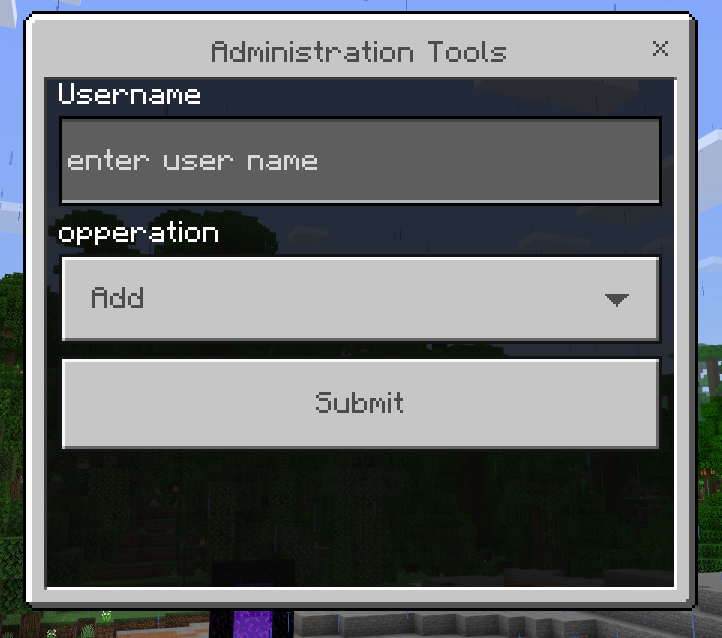 Administration Tools
Username
enter user name
opperation
Add
Submit